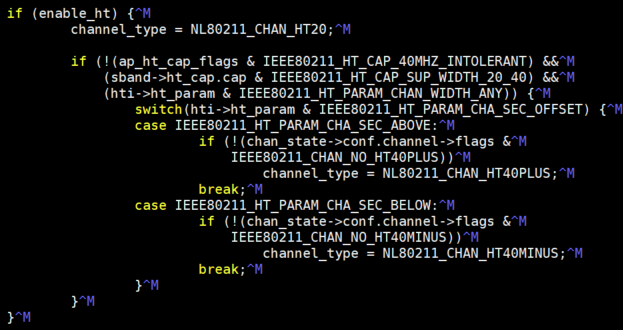 if (enable_ht) {^M
        channel_type = NL80211_CHAN_HT20;^M

        if (!(ap_ht_cap_flags & IEEE80211_HT_CAP_40MHZ_INTOLERANT) &&^M
            (sband->ht_cap.cap & IEEE80211_HT_CAP_SUP_WIDTH_20_40) &&^M
            (hti->ht_param & IEEE80211_HT_PARAM_CHAN_WIDTH_ANY)) {^M
                switch(hti->ht_param & IEEE80211_HT_PARAM_CHA_SEC_OFFSET) {^M
                case IEEE80211_HT_PARAM_CHA_SEC_ABOVE:^M
                        if (!(chan_state->conf.channel->flags &^M
                            IEEE80211_CHAN_NO_HT40PLUS))^M
                                channel_type = NL80211_CHAN_HT40PLUS;^M
                        break;^M
                case IEEE80211_HT_PARAM_CHA_SEC_BELOW:^M
                        if (!(chan_state->conf.channel->flags &^M
                            IEEE80211_CHAN_NO_HT40MINUS))^M
                                channel_type = NL80211_CHAN_HT40MINUS;^M
                        break;^M
                }^M
        }^M
}^M